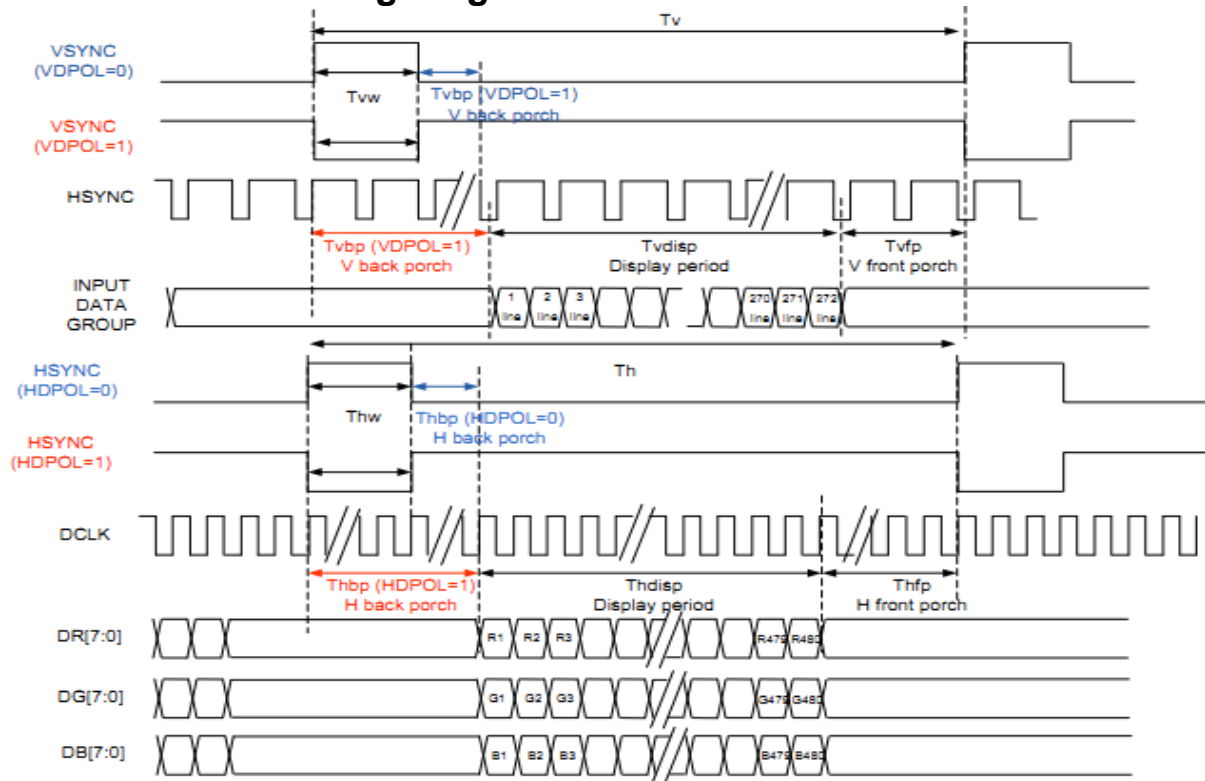 Tv
VSYNC
(VDPOL=0)
Tvw
Tvbp (VDPOL=1)
V back porch
VSYNC
(VDPOL=1)
HSYNC
Tvbp (VDPOL=1)
V back porch
Tvdisp
Display period
Tvfp
V front porch
INPUT
DATA
GROUP
1 line
2 line
3 line
270 line
271 line
272 line
HSYNC
(HDPOL=0)
Th
Thw
Thbp (HDPOL=0)
H back porch
HSYNC
(HDPOL=1)
DCLK
Thbp (HDPOL=1)
H back porch
Thdisp
Display period
Thfp
H front porch
DR[7:0] R1 R2 R3 R479 R480
DG[7:0] G1 G2 G3 G479 G480
DB[7:0] B1 B2 B3 B479 B480